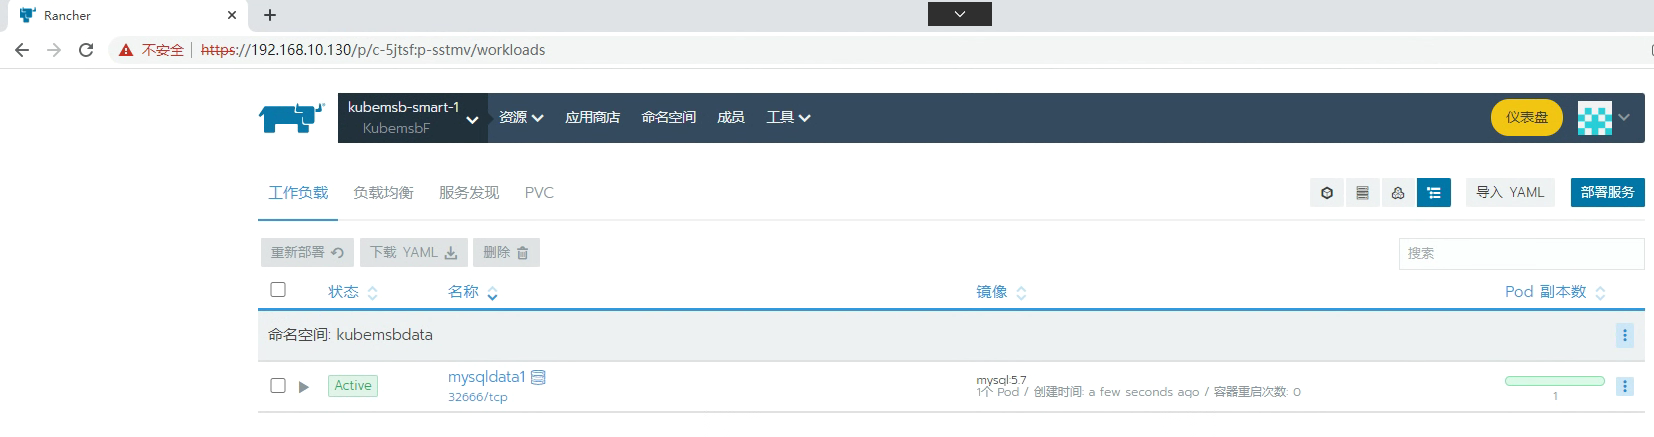 Rancher
不安全 https://192.168.10.130/p/c-5jtsf:p-sstmv/workloads
kubemsb-smart-1
KubemsbF
资源 应用商店 命名空间 成员 工具 仪表盘
工作负载 负载均衡 服务发现 PVC 导入 YAML 部署服务
重新部署 下载 YAML 删除 搜索
状态 名称 镜像 Pod 副本数
命名空间: kubemsbdata
Active mysqldata1 mysql:5.7
32666/tcp 1个 Pod / 创建时间: a few seconds ago / 容器重启次数: 0 1